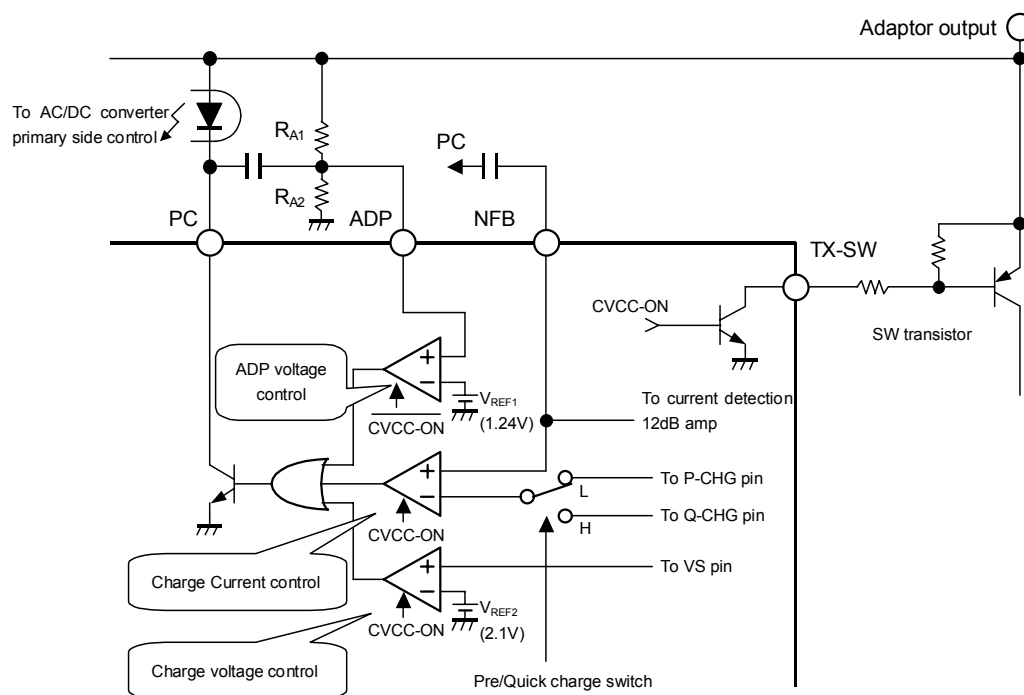 Adaptor output
To AC/DC converter
primary side control
RA1
RA2
PC
PC
ADP
NFB
TX-SW
CVCC-ON
SW transistor
ADP voltage
control
+
−
VREF1
(1.24V)
CVCC-ON
To current detection
12dB amp
+
−
L
To P-CHG pin
H
To Q-CHG pin
CVCC-ON
Charge Current control
+
−
To VS pin
VREF2
(2.1V)
CVCC-ON
Charge voltage control
Pre/Quick charge switch